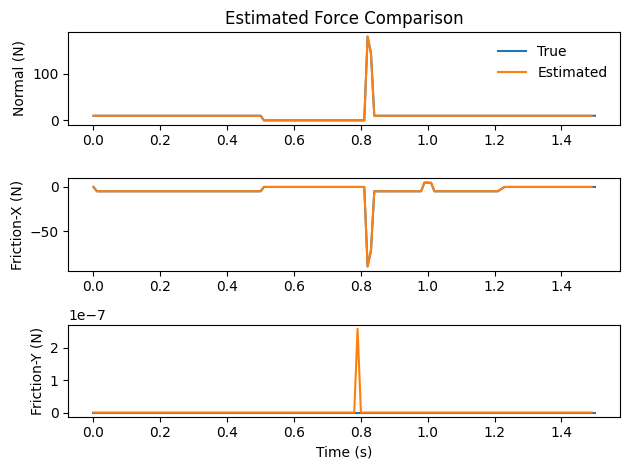 Estimated Force Comparison
Normal (N)
100
0
True
Estimated
0.0 0.2 0.4 0.6 0.8 1.0 1.2 1.4
Friction-X (N)
0
−50
0.0 0.2 0.4 0.6 0.8 1.0 1.2 1.4
1e−7
Friction-Y (N)
2
1
0
0.0 0.2 0.4 0.6 0.8 1.0 1.2 1.4
Time (s)